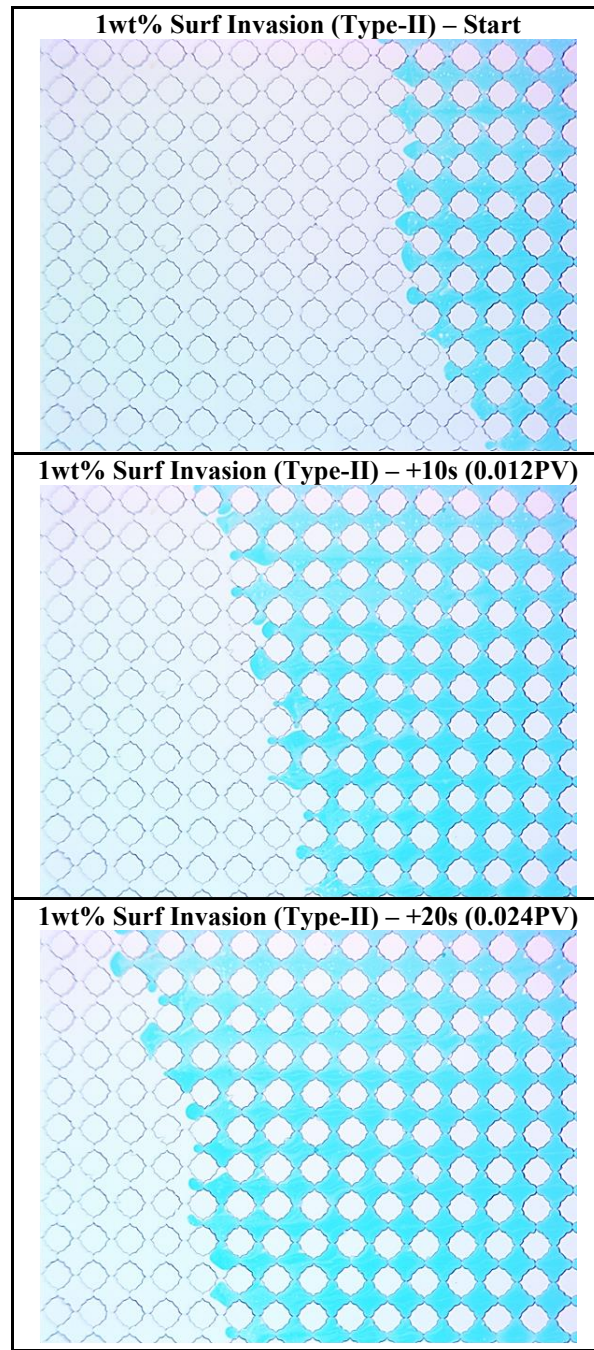 1wt% Surf Invasion (Type-II) – Start
1wt% Surf Invasion (Type-II) – +10s (0.012PV)
1wt% Surf Invasion (Type-II) – +20s (0.024PV)